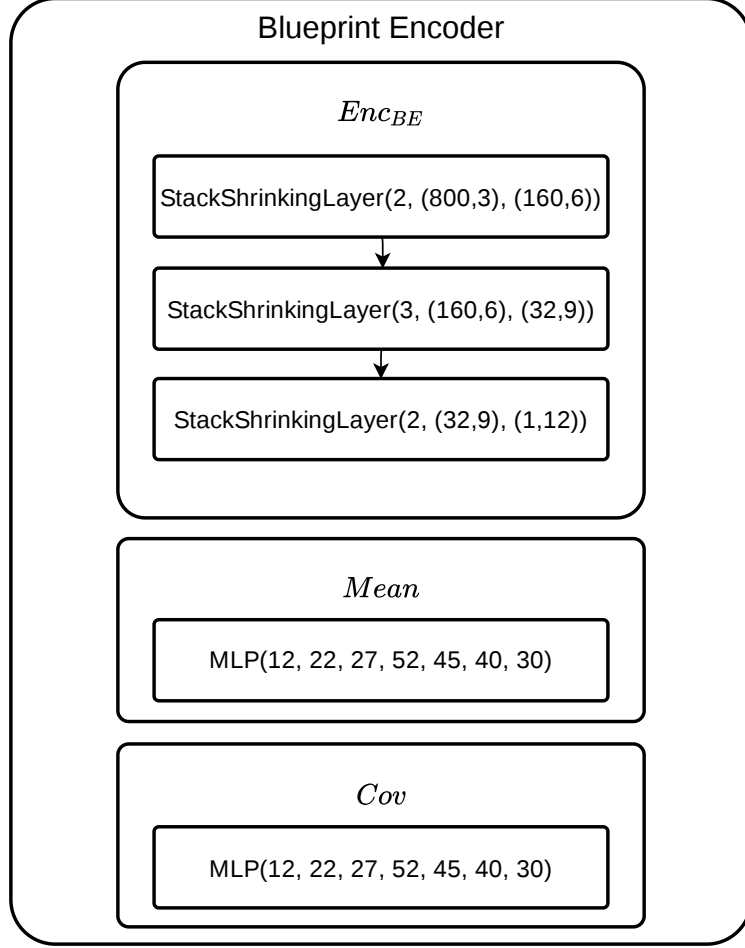 Blueprint Encoder
Enc_{BE}
StackShrinkingLayer(2, (800,3), (160,6))
StackShrinkingLayer(3, (160,6), (32,9))
StackShrinkingLayer(2, (32,9), (1,12))
Mean
MLP(12, 22, 27, 52, 45, 40, 30)
Cov
MLP(12, 22, 27, 52, 45, 40, 30)